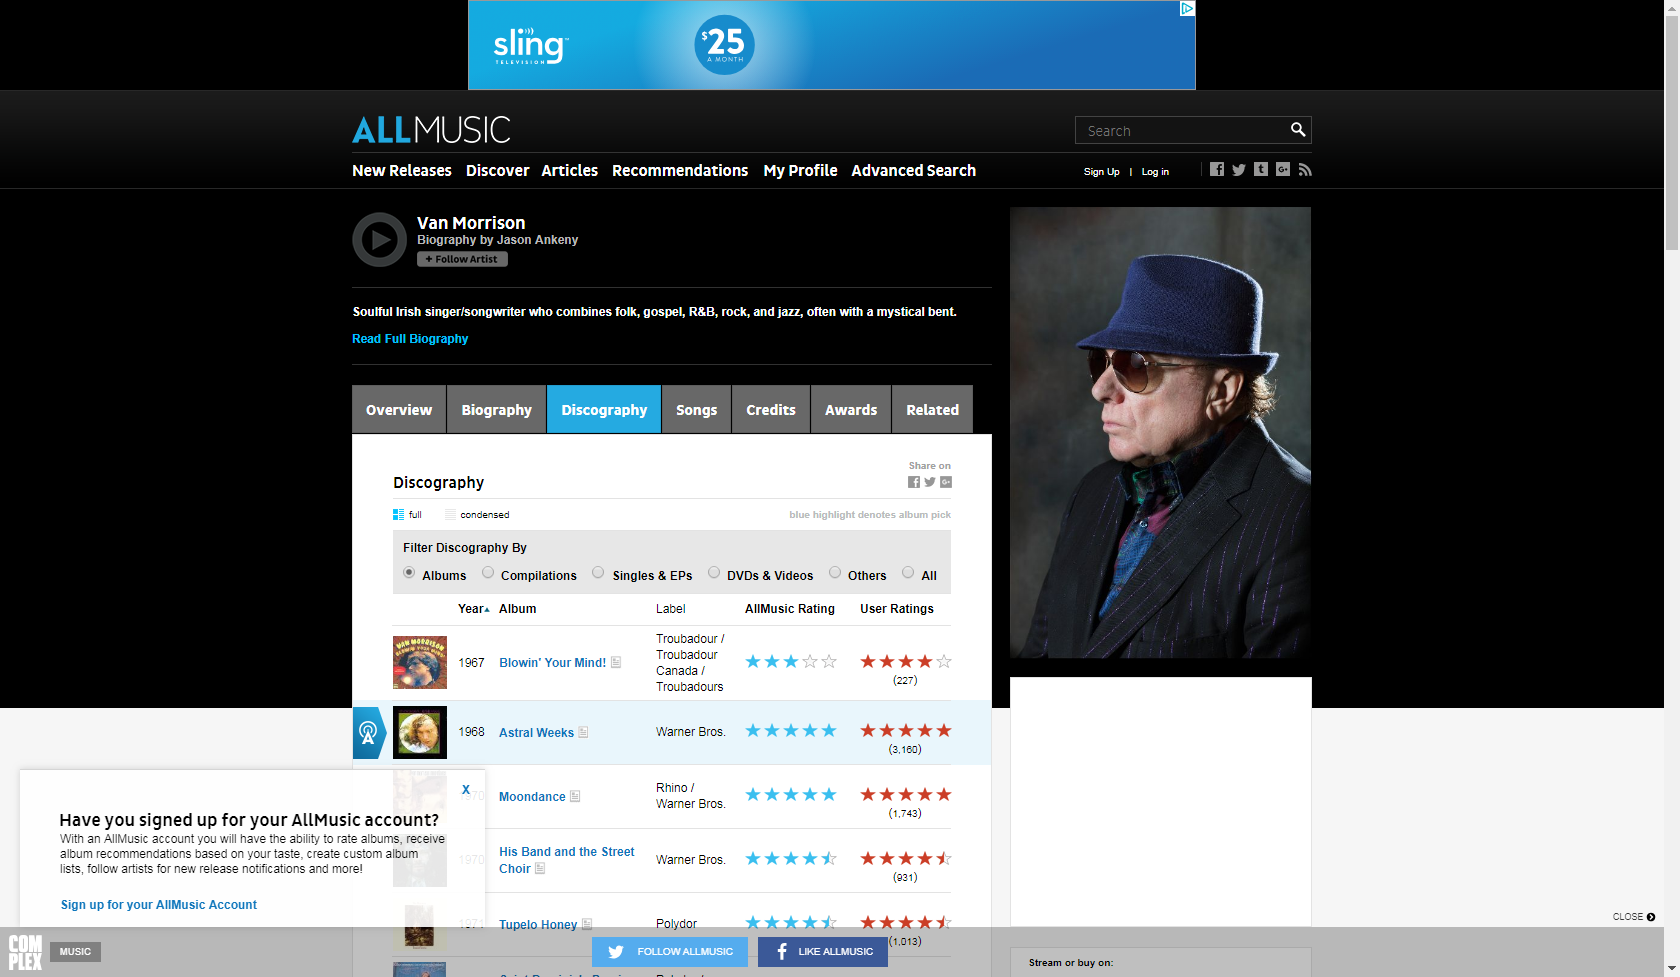 sling
TELEVISION
$25
A MONTH
ALLMUSIC
Search
New Releases Discover Articles Recommendations My Profile Advanced Search
Sign Up | Log in
Van Morrison
Biography by Jason Ankeny
+ Follow Artist
Soulful Irish singer/songwriter who combines folk, gospel, R&B, rock, and jazz, often with a mystical bent.
Read Full Biography
Overview Biography Discography Songs Credits Awards Related
Share on
Discography
full condensed blue highlight denotes album pick
Filter Discography By
Albums Compilations Singles & EPs DVDs & Videos Others All
Year Album Label AllMusic Rating User Ratings
VAN MORRISON
BLOWIN' YOUR MIND!
1967 Blowin' Your Mind!
Troubadour /
Troubadour
Canada /
Troubadours
(227)
1968 Astral Weeks Warner Bros.
(3,160)
1970 Moondance
Rhino /
Warner Bros.
(1,743)
1970
His Band and the Street
Choir
Warner Bros.
(931)
1971 Tupelo Honey Polydor
(1,013)
X
Have you signed up for your AllMusic account?
With an AllMusic account you will have the ability to rate albums, receive
album recommendations based on your taste, create custom album
lists, follow artists for new release notifications and more!
Sign up for your AllMusic Account
CLOSE
COM
PLEX
MUSIC
FOLLOW ALLMUSIC
LIKE ALLMUSIC
Stream or buy on: